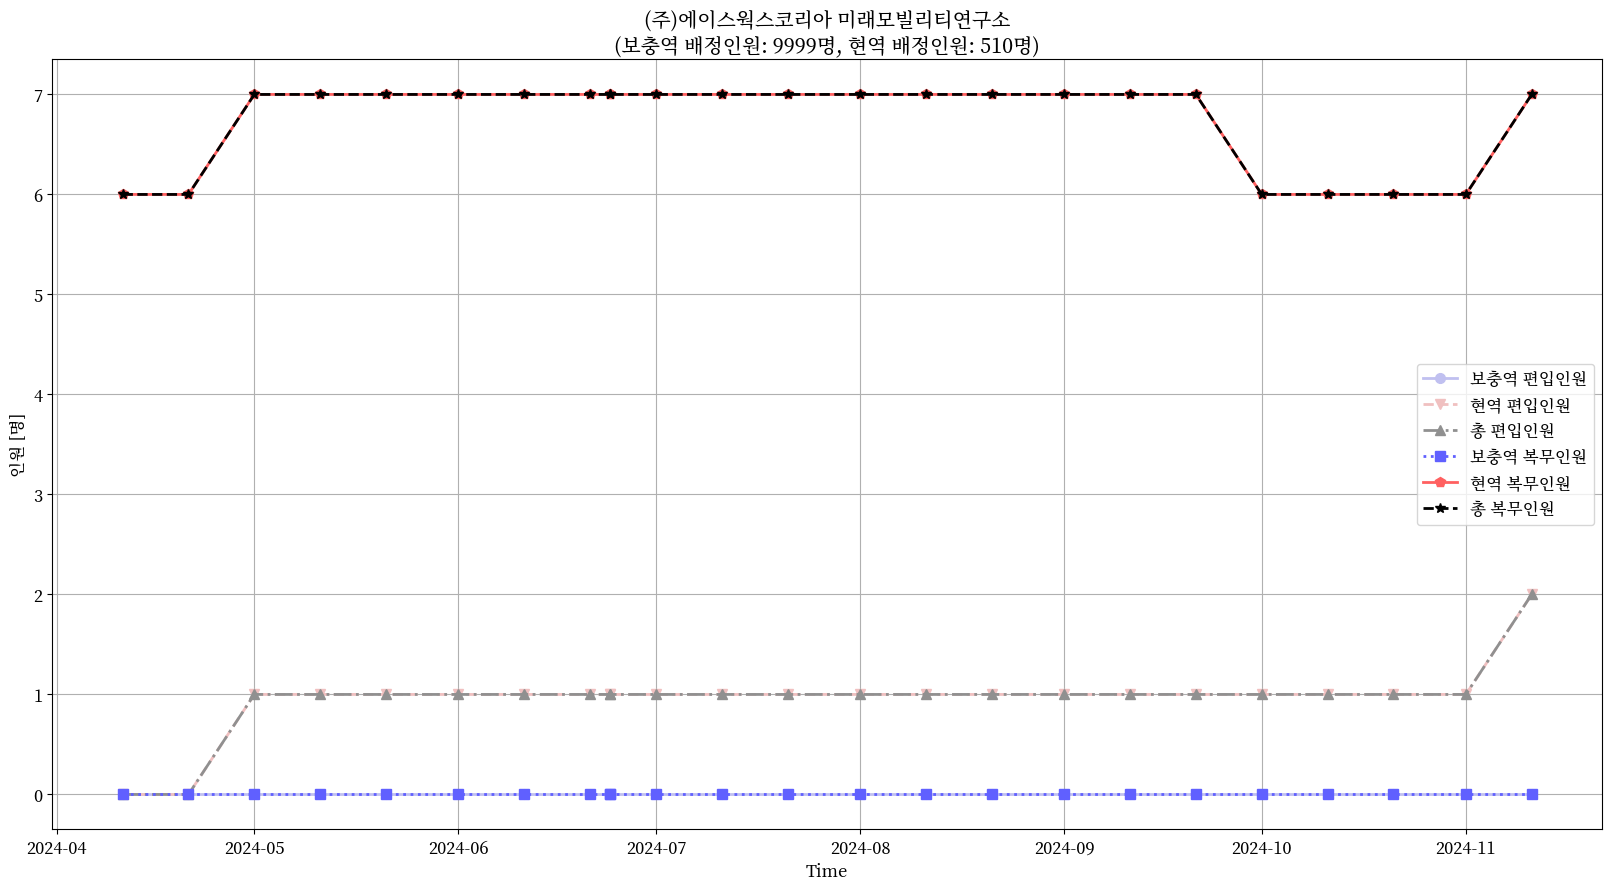 (주)에이스웍스코리아 미래모빌리티연구소
(보충역 배정인원: 9999명, 현역 배정인원: 510명)
인원 [명]
7
6
5
4
3
2
1
0
보충역 편입인원
현역 편입인원
총 편입인원
보충역 복무인원
현역 복무인원
총 복무인원
2024-04
2024-05
2024-06
2024-07
2024-08
2024-09
2024-10
2024-11
Time